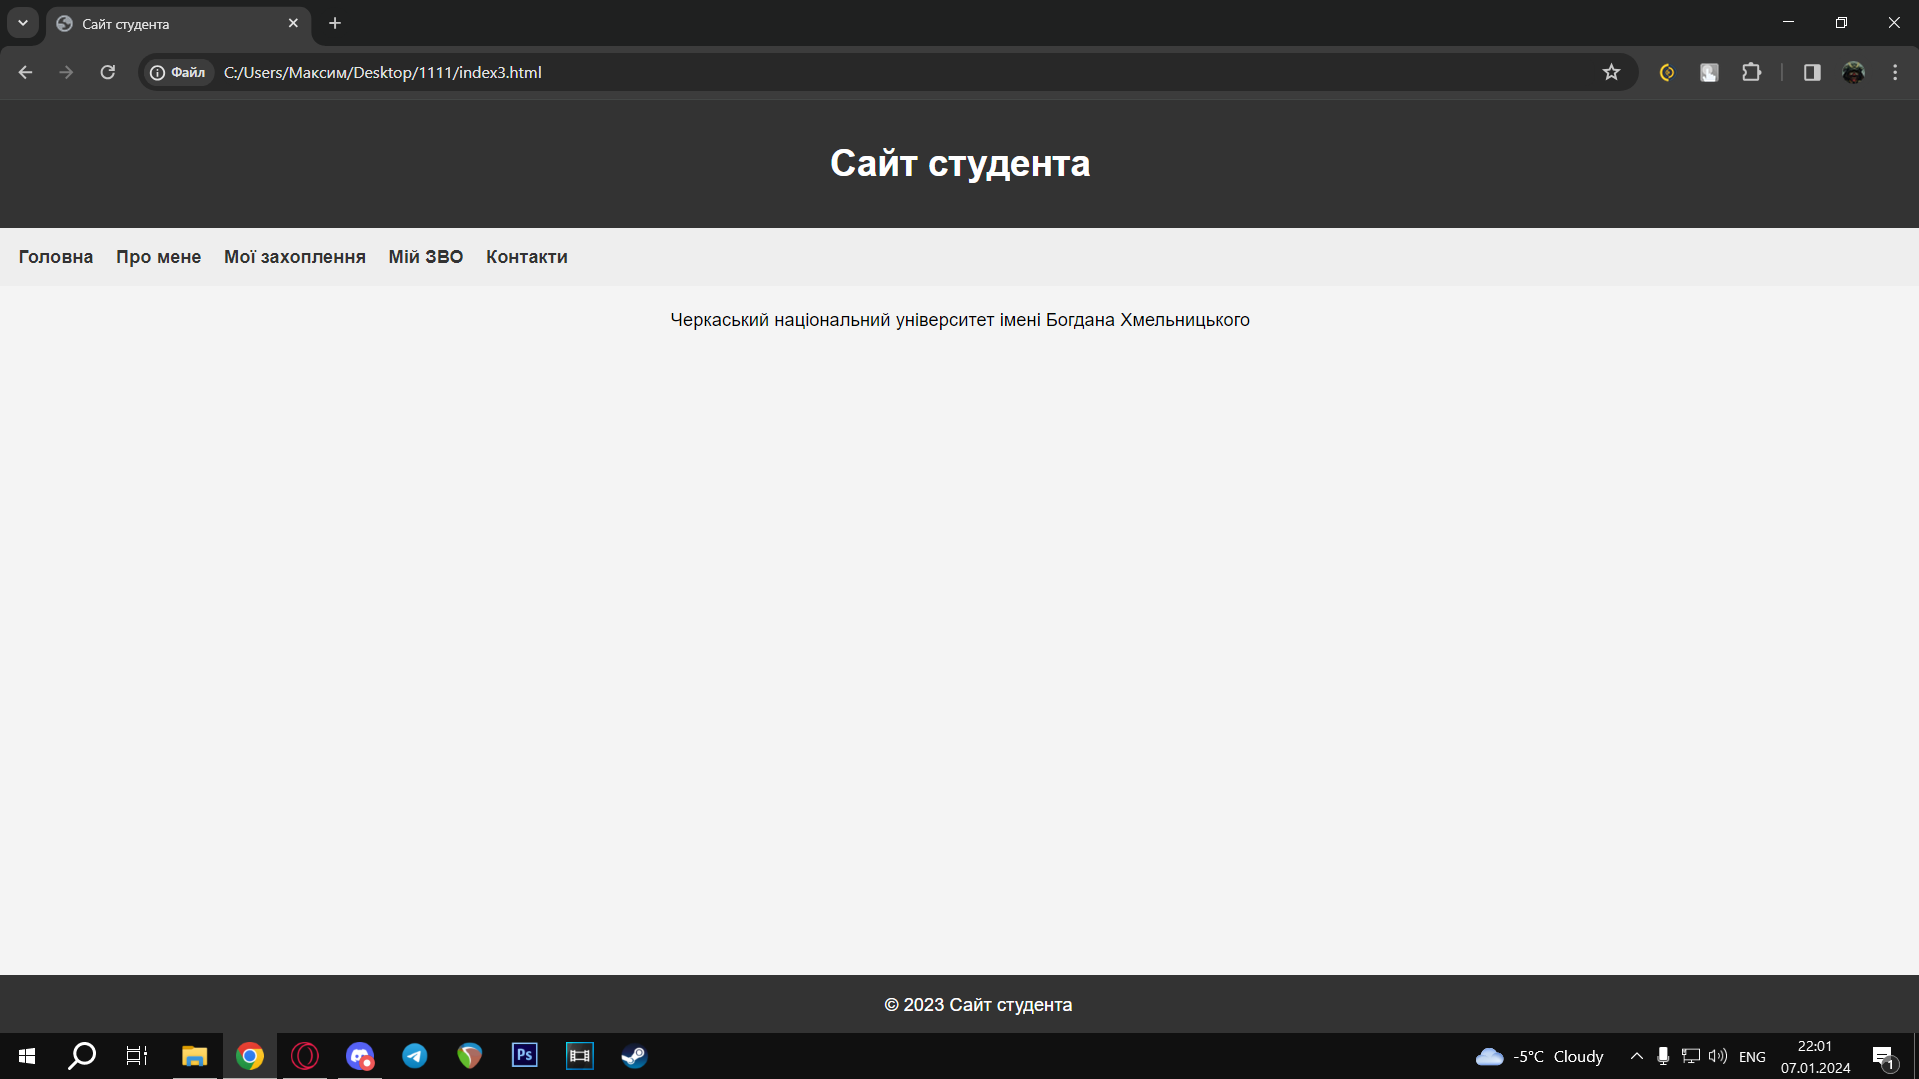 Сайт студента
Файл C:/Users/Максим/Desktop/1111/index3.html
Сайт студента
Головна Про мене Мої захоплення Мій ЗВО Контакти
Черкаський національний університет імені Богдана Хмельницького
© 2023 Сайт студента
Ps
-5°C Cloudy ENG
22:01
07.01.2024
1